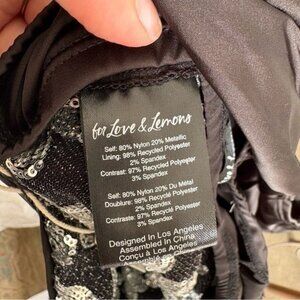 for Love & Lemons
Self: 80% Nylon 20% Metallic
Lining: 98% Recycled Polyester
2% Spandex
Contrast: 97% Recycled Polyester
3% Spandex
Self: 80% Nylon 20% Du Métal
Doublure: 98% Recyclé Polyester
2% Spandex
Contraste: 97% Recyclé Polyester
3% Spandex
Designed In Los Angeles
Assembled In China
Conçu à Los Angeles